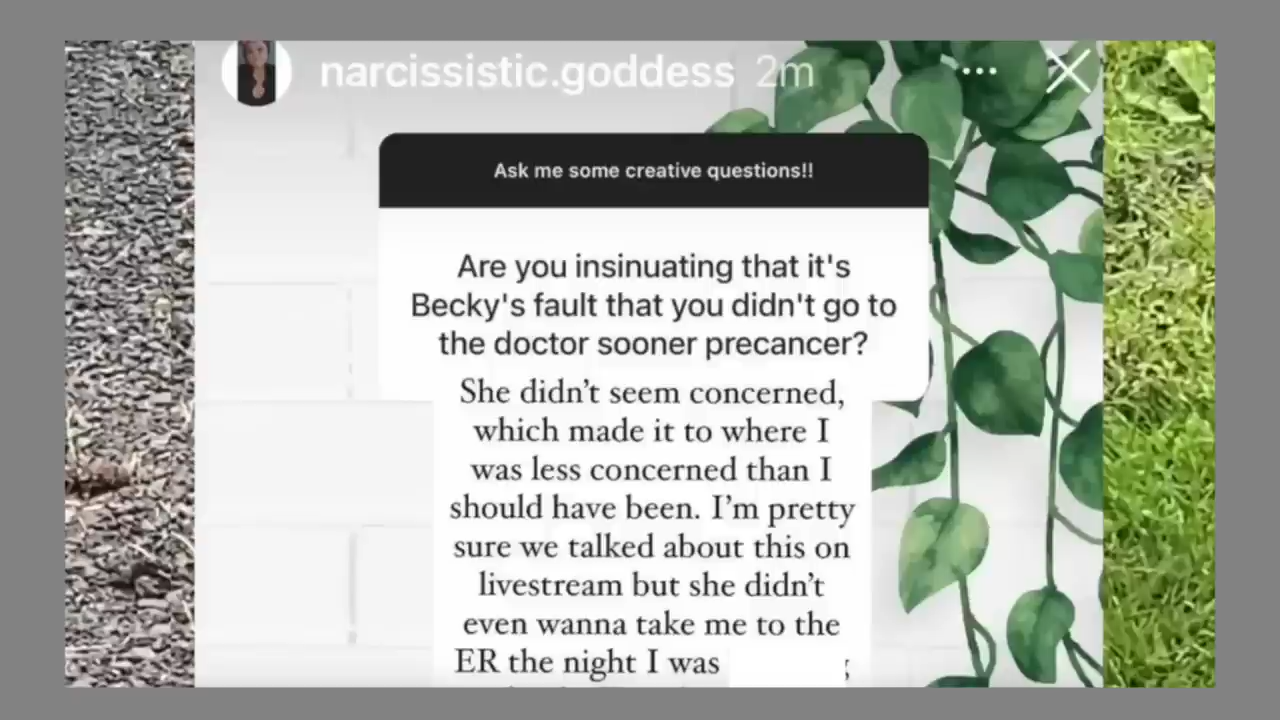 narcissistic.goddess 2m
Ask me some creative questions!!
Are you insinuating that it's
Becky's fault that you didn't go to
the doctor sooner precancer?
She didn’t seem concerned,
which made it to where I
was less concerned than I
should have been. I’m pretty
sure we talked about this on
livestream but she didn’t
even wanna take me to the
ER the night I was